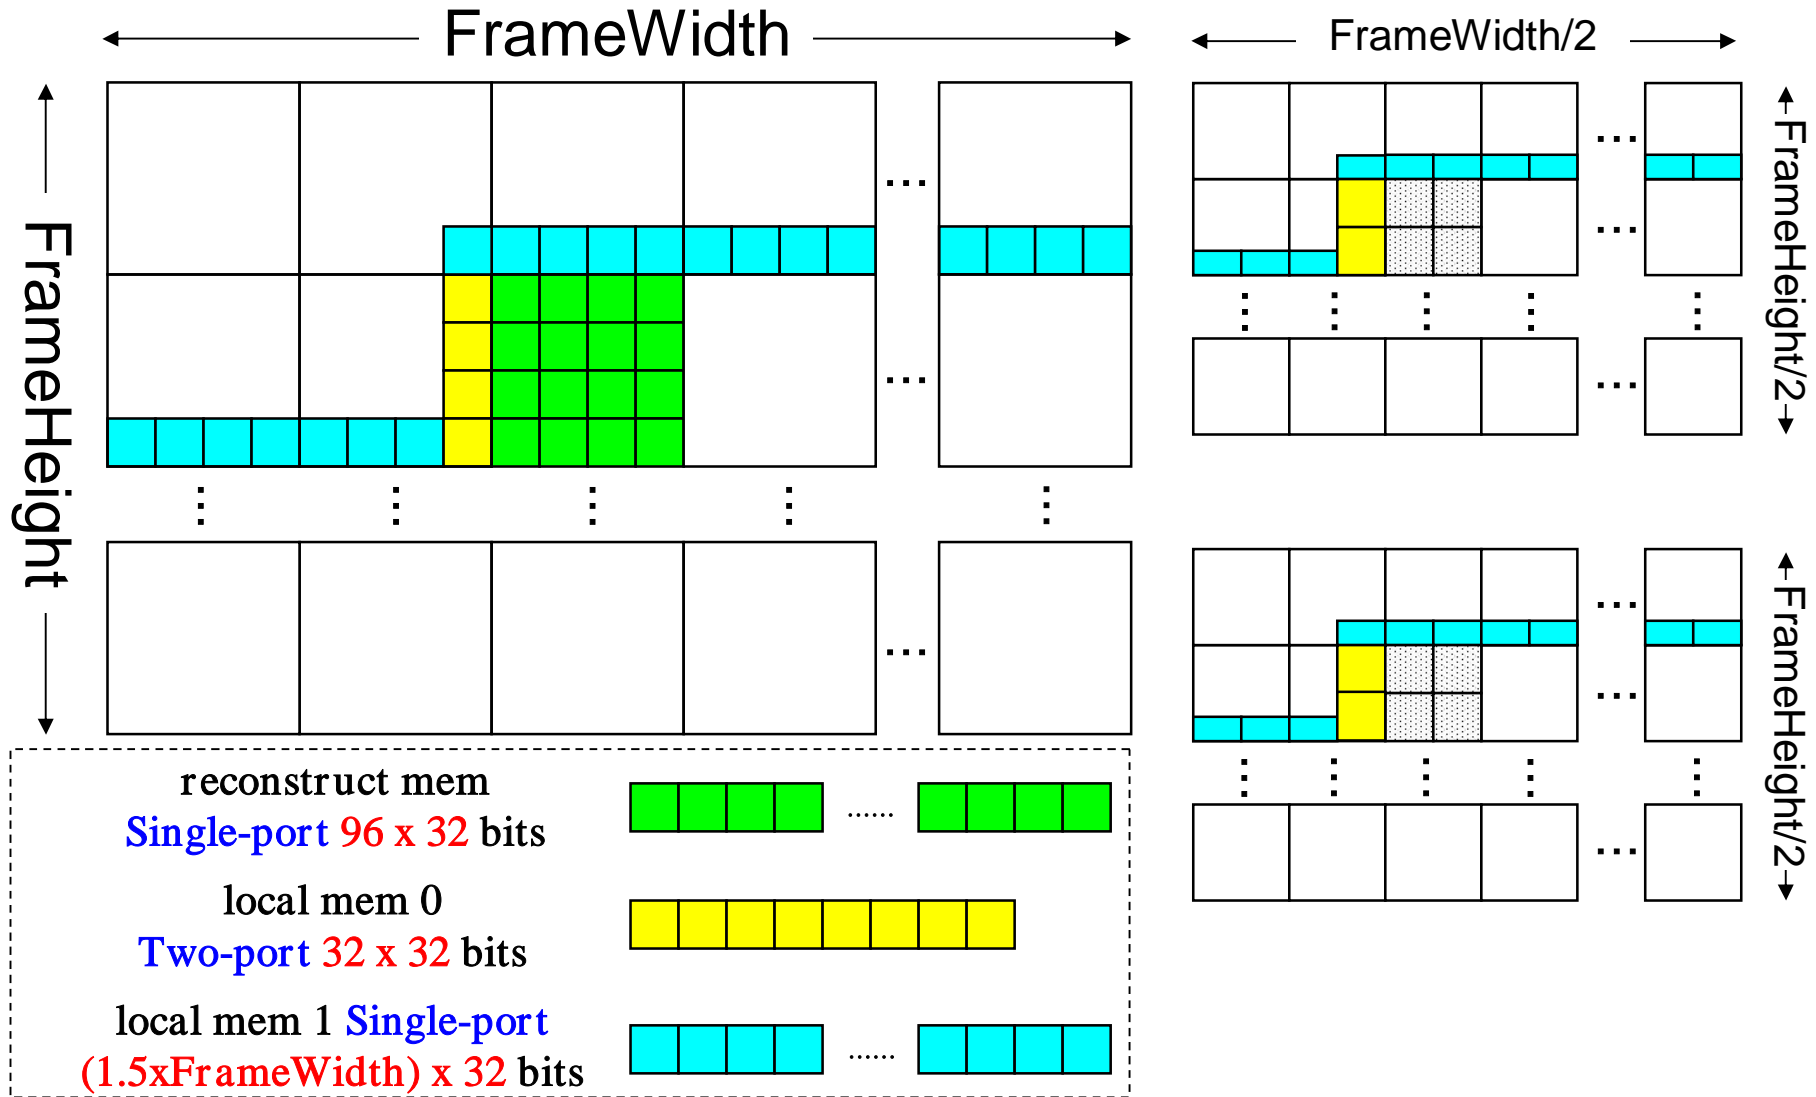 FrameWidth
FrameWidth/2
FrameHeight
FrameHeight/2
FrameHeight/2
reconstruct mem
Single-port 96 x 32 bits
local mem 0
Two-port 32 x 32 bits
local mem 1 Single-port
(1.5xFrameWidth) x 32 bits